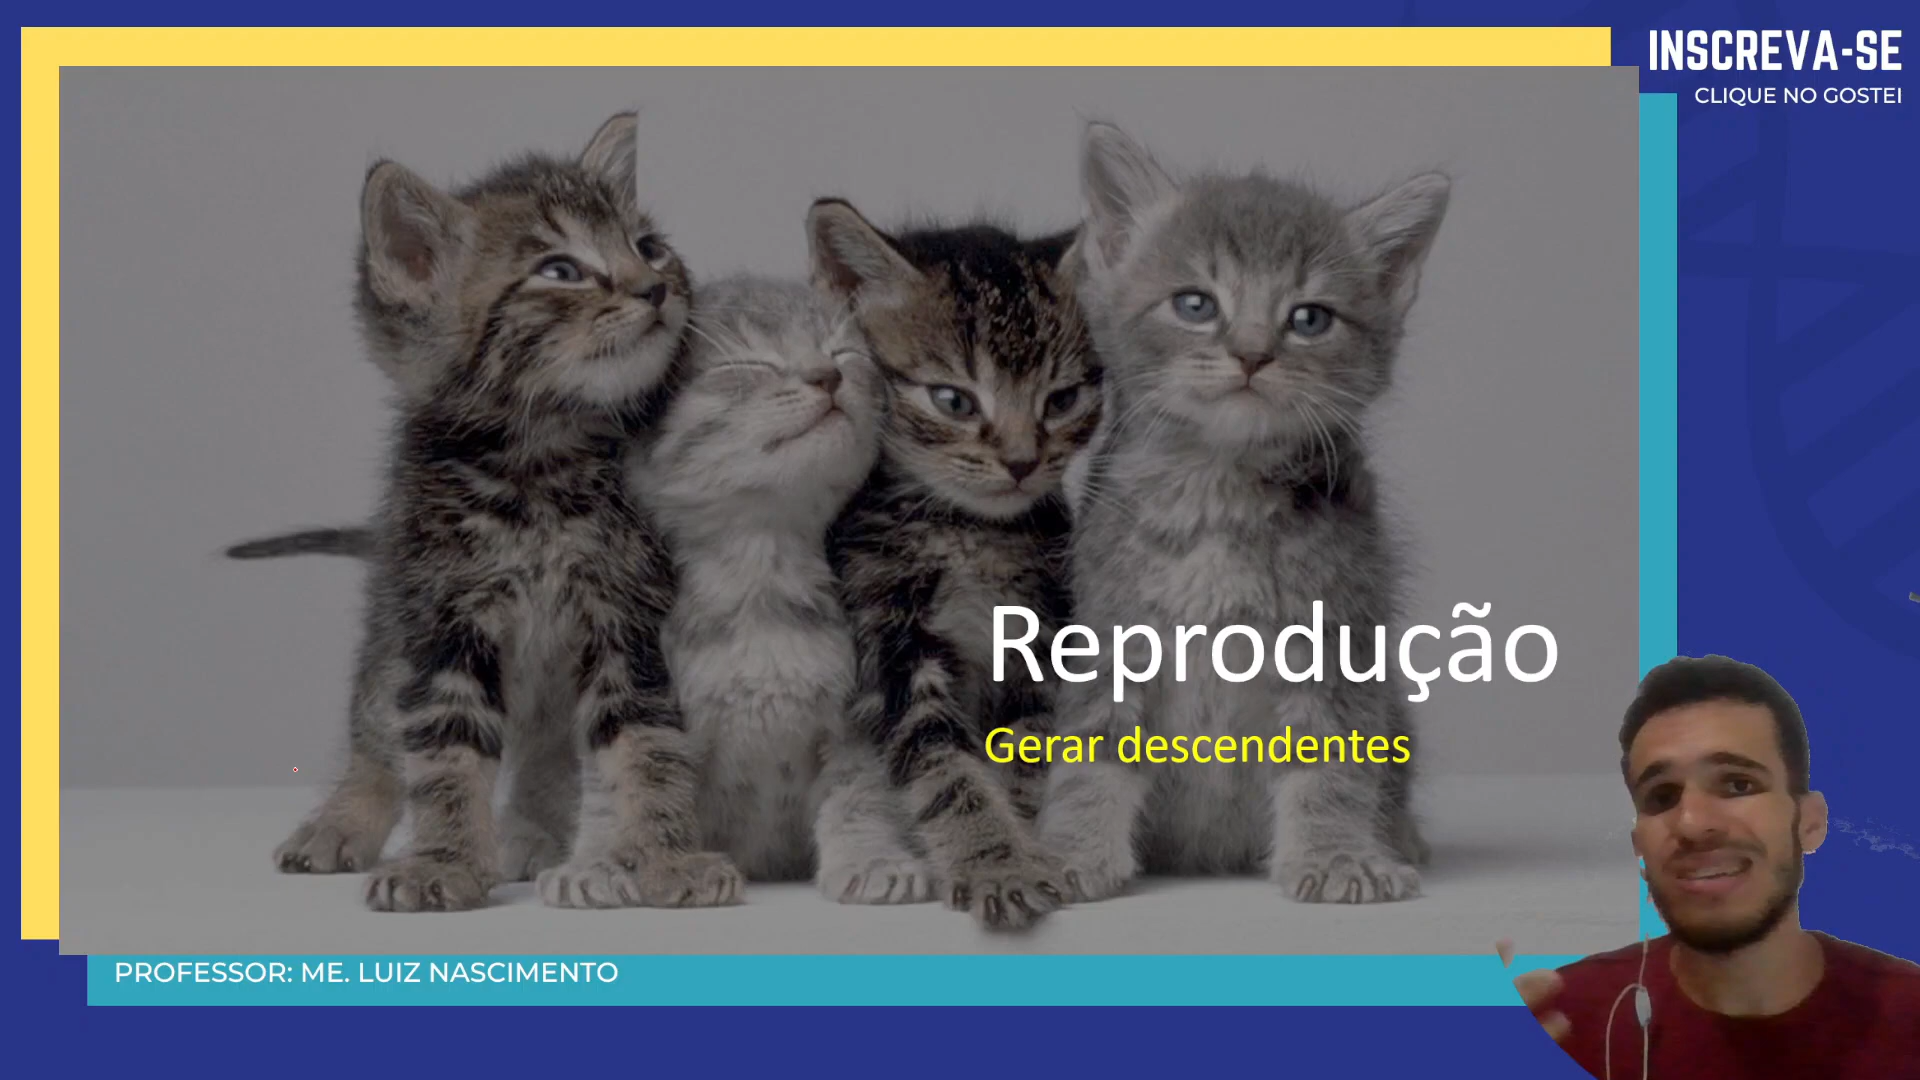 INSCREVA-SE
CLIQUE NO GOSTEI
Reprodução
Gerar descendentes
PROFESSOR: ME. LUIZ NASCIMENTO